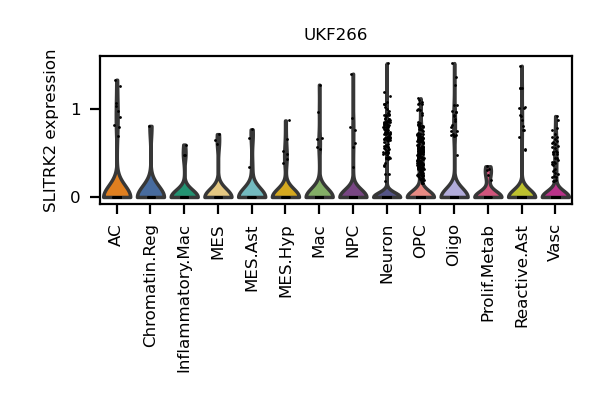 UKF266
SLITRK2 expression
1
0
AC
Chromatin.Reg
Inflammatory.Mac
MES
MES.Ast
MES.Hyp
Mac
NPC
Neuron
OPC
Oligo
Prolif.Metab
Reactive.Ast
Vasc